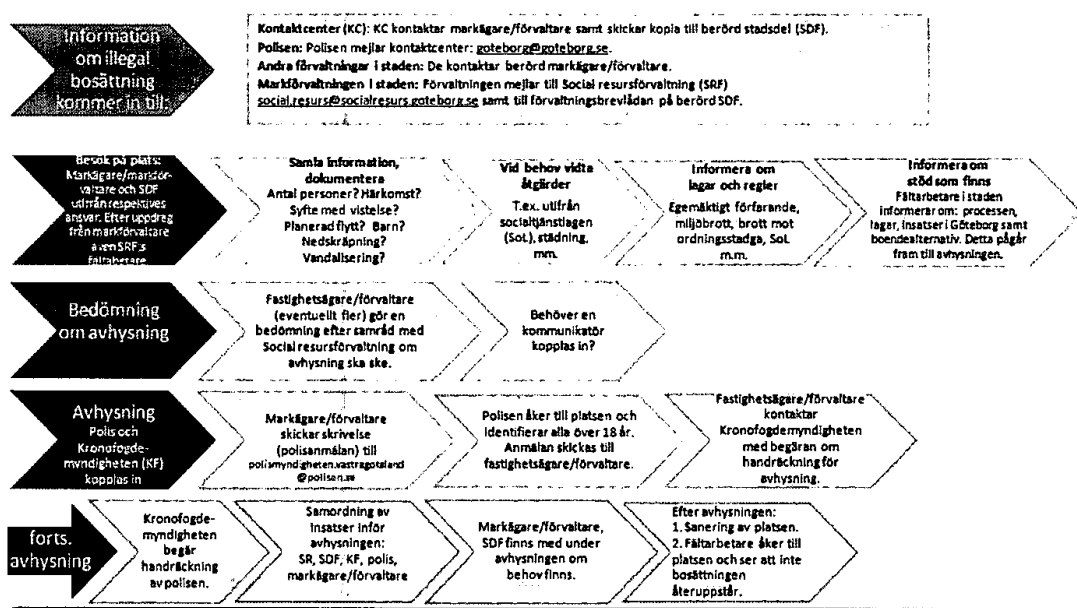 Information
om illegal
bosättning
kommer in till:
Kontaktcenter (KC): KC kontaktar markägare/förvaltare samt skickar kopia till berörd stadsdel (SDF).
Polisen: Polisen mejlar kontaktcenter: goteborg@goteborg.se.
Andra förvaltningar i staden: De kontaktar berörd markägare/förvaltare.
Markförvaltningen i staden: Förvaltningen mejlar till Social resursförvaltning (SRF)
social.resurs@socialresurs.goteborg.se samt till förvaltningsbrevlådan på berörd SDF.
Besök på plats:
Markägare/markför-
valtare och SDF
utifrån respektives
ansvar. Efter uppdrag
från markförvaltare
även SRF:s
fältarbetare
Samla information,
dokumentera
Antal personer? Härkomst?
Syfte med vistelse?
Planerad flytt? Barn?
Nedskräpning?
Vandalisering?
Vid behov vidta
åtgärder
T.ex. utifrån
socialtjänstlagen
(SoL), städning,
mm.
Informera om
lagar och regler
Egemäktigt förfarande,
miljöbrott, brott mot
ordningsstadga, SoL
m.m.
Informera om
stöd som finns
Fältarbetare i staden
informerar om: processen,
lagar, insatser i Göteborg samt
boendealternativ. Detta pågår
fram till avhysningen.
Bedömning
om avhysning
Fastighetsägare/förvaltare
(eventuellt fler) gör en
bedömning efter samråd med
Social resursförvaltning om
avhysning ska ske.
Behöver en
kommunikatör
kopplas in?
Avhysning
Polis och
Kronofogde-
myndigheten (KF)
kopplas in
Markägare/förvaltare
skickar skrivelse
(polisanmälan) till
polismyndigheten.vastragotaland
@polisen.se
Polisen åker till platsen och
identifierar alla över 18 år.
Anmälan skickas till
fastighetsägare/förvaltare.
Fastighetsägare/förvaltare
kontaktar
Kronofogdemyndigheten
med begäran om
handräckning för
avhysning.
forts.
avhysning
Kronofogde-
myndigheten
begär
handräckning
av polisen.
Samordning av
insatser inför
avhysningen:
SR, SDF, KF, polis,
markägare/förvaltare
Markägare/förvaltare,
SDF finns med under
avhysningen om
behov finns.
Efter avhysningen:
1. Sanering av platsen.
2. Fältarbetare åker till
platsen och ser att inte
bosättningen
återuppstår.